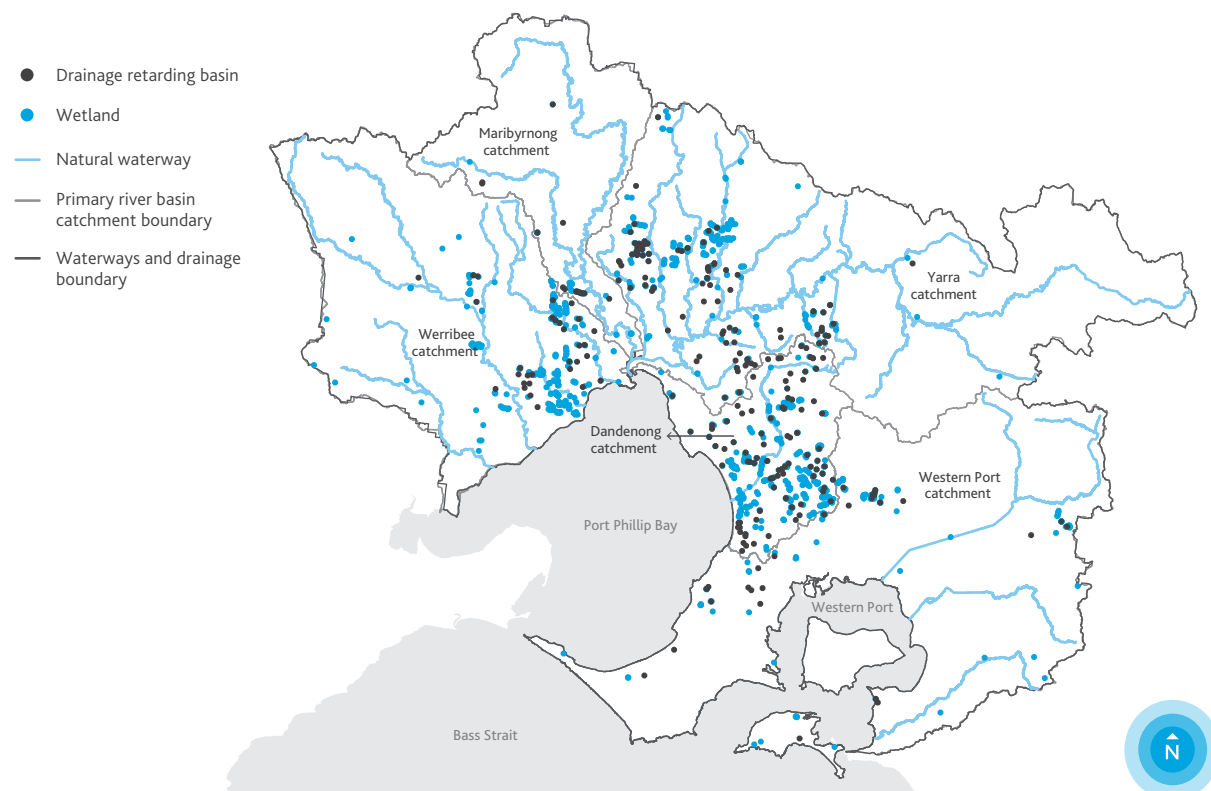 Drainage retarding basin
Wetland
Natural waterway
Primary river basin
catchment boundary
Waterways and drainage
boundary
Maribyrnong
catchment
Yarra
catchment
Werribee
catchment
Dandenong
catchment
Western Port
catchment
Port Phillip Bay
Western Port
Bass Strait
N